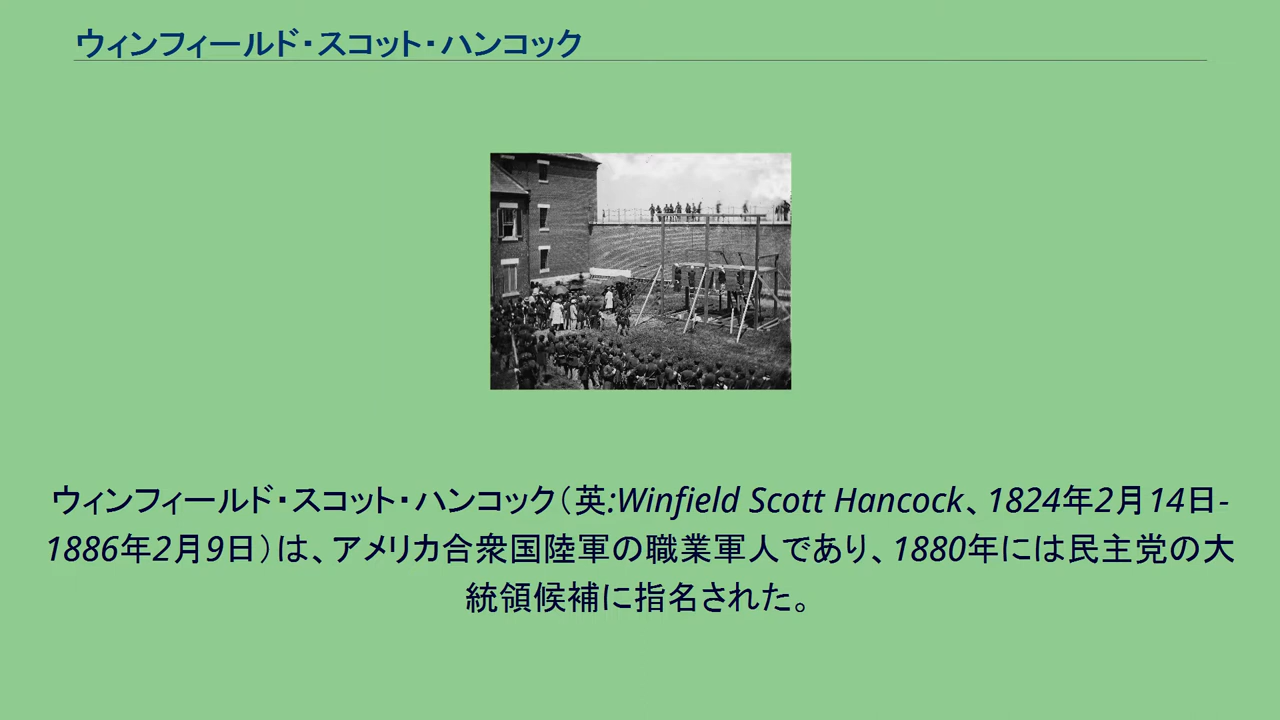 ウィンフィールド・スコット・ハンコック
ウィンフィールド・スコット・ハンコック（英:Winfield Scott Hancock、1824年2月14日-
1886年2月9日）は、アメリカ合衆国陸軍の職業軍人であり、1880年には民主党の大
統領候補に指名された。